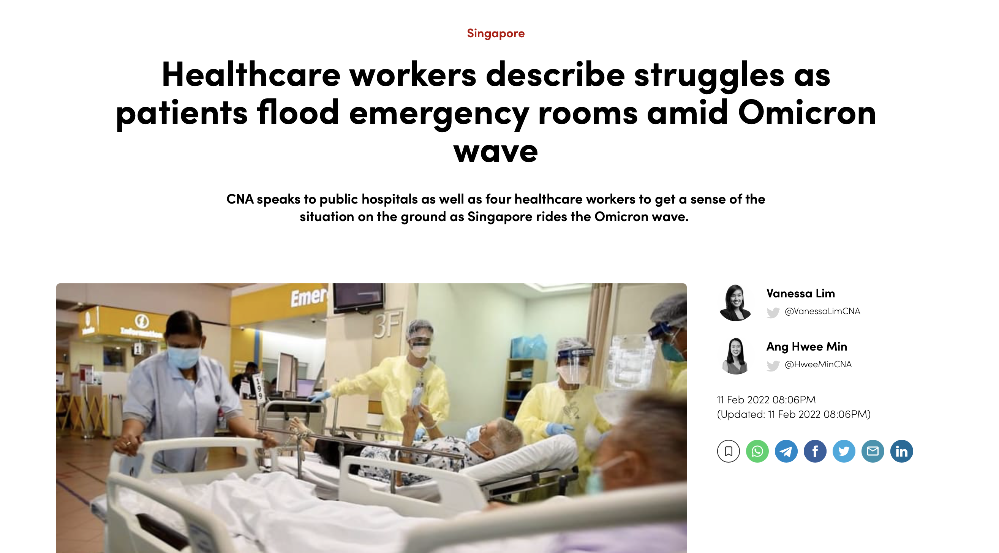 Singapore
Healthcare workers describe struggles as
patients flood emergency rooms amid Omicron
wave
CNA speaks to public hospitals as well as four healthcare workers to get a sense of the
situation on the ground as Singapore rides the Omicron wave.
Emer
Information
1
3F
199
Vanessa Lim
@VanessaLimCNA
Ang Hwee Min
@HweeMinCNA
11 Feb 2022 08:06PM
(Updated: 11 Feb 2022 08:06PM)